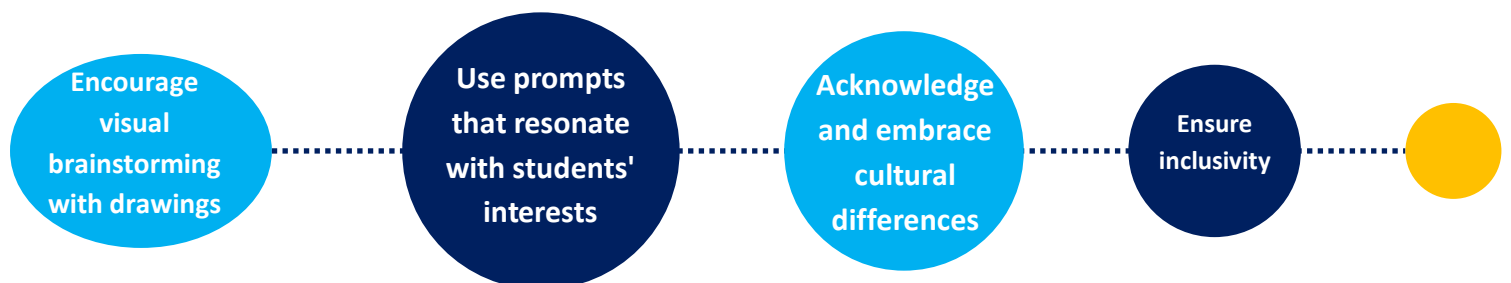 Encourage
visual
brainstorming
with drawings
Use prompts
that resonate
with students'
interests
Acknowledge
and embrace
cultural
differences
Ensure
inclusivity